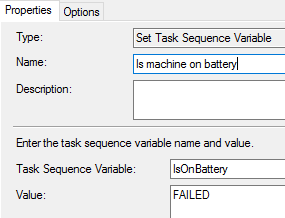 Properties Options
Type: Set Task Sequence Variable
Name: Is machine on battery
Description:
Enter the task sequence variable name and value.
Task Sequence Variable: IsOnBattery
Value: FAILED